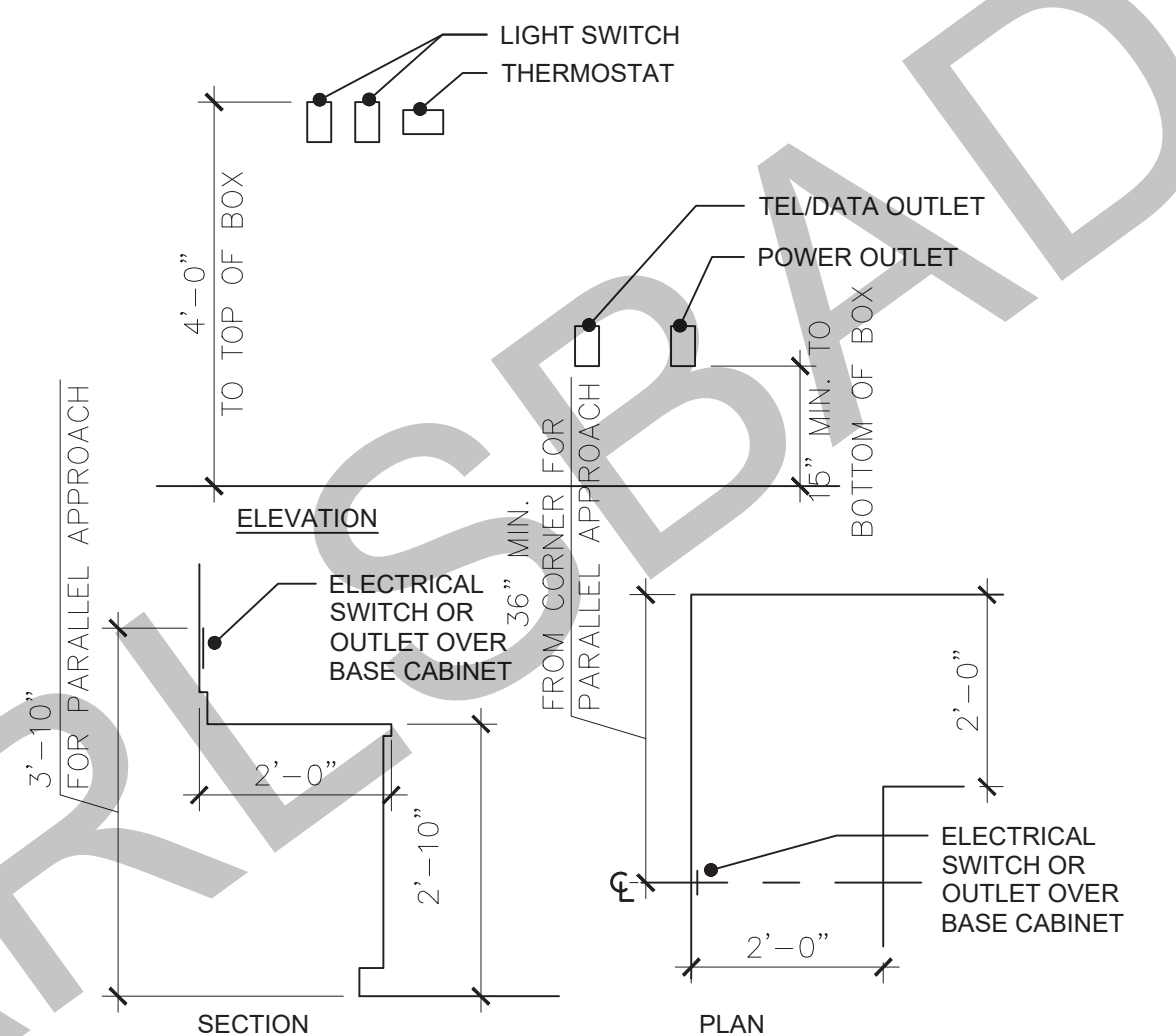 LIGHT SWITCH
THERMOSTAT
4'-0"
TO TOP OF BOX
TEL/DATA OUTLET
POWER OUTLET
15" MIN. TO
BOTTOM OF BOX
ELEVATION
3'-10"
FOR PARALLEL APPROACH
ELECTRICAL
SWITCH OR
OUTLET OVER
BASE CABINET
2'-0"
2'-10"
SECTION
36" MIN.
FROM CORNER FOR
PARALLEL APPROACH
2'-0"
℄
ELECTRICAL
SWITCH OR
OUTLET OVER
BASE CABINET
2'-0"
PLAN
RLSBAD